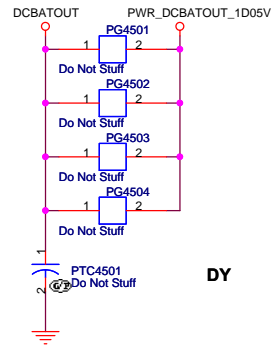 DCBATOUT PWR_DCBATOUT_1D05V
PG4501
1 2
Do Not Stuff
PG4502
1 2
Do Not Stuff
PG4503
1 2
Do Not Stuff
PG4504
1 2
Do Not Stuff
1
PTC4501
2 Do Not Stuff
DY